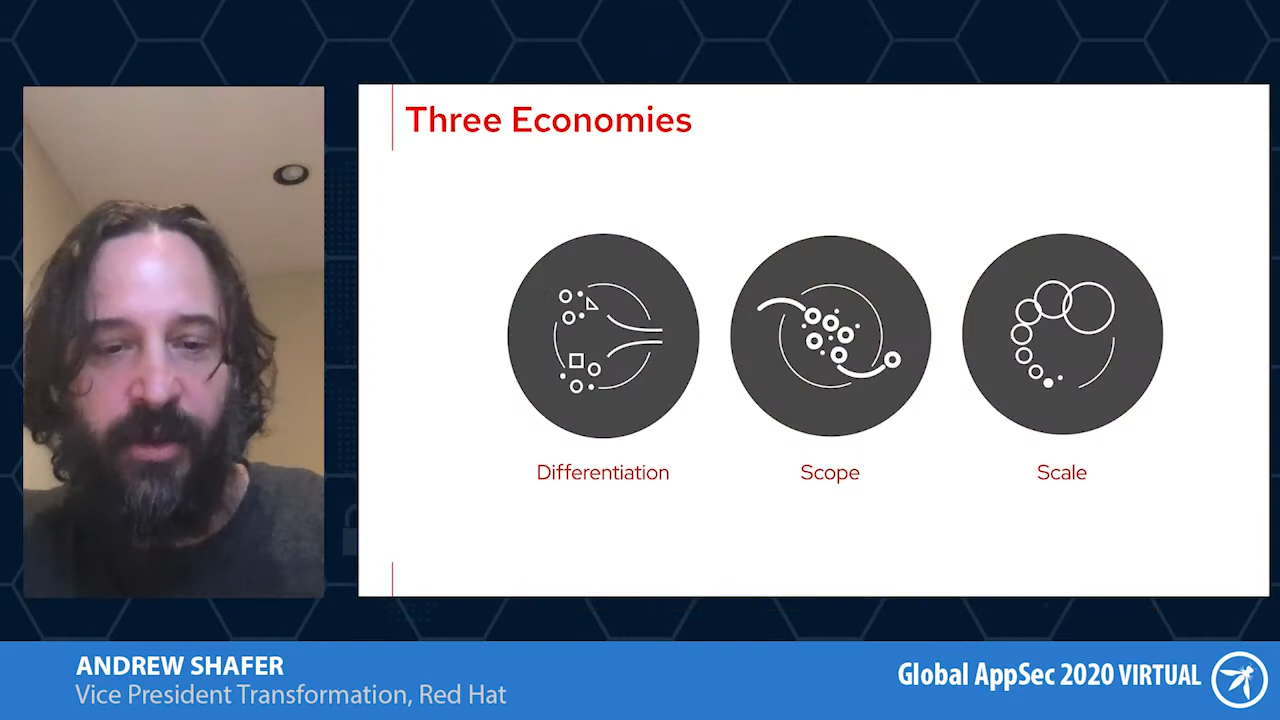 Three Economies
Differentiation
Scope
Scale
ANDREW SHAFER
Vice President Transformation, Red Hat
Global AppSec 2020 VIRTUAL